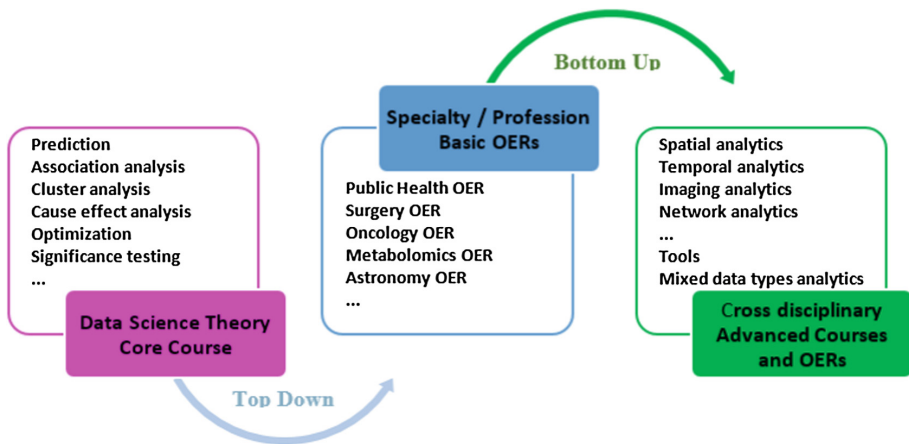 Bottom Up
Specialty / Profession
Basic OERs
Prediction
Association analysis
Cluster analysis
Cause effect analysis
Optimization
Significance testing
...
Data Science Theory
Core Course
Top Down
Public Health OER
Surgery OER
Oncology OER
Metabolomics OER
Astronomy OER
...
Spatial analytics
Temporal analytics
Imaging analytics
Network analytics
...
Tools
Mixed data types analytics
Cross disciplinary
Advanced Courses
and OERs